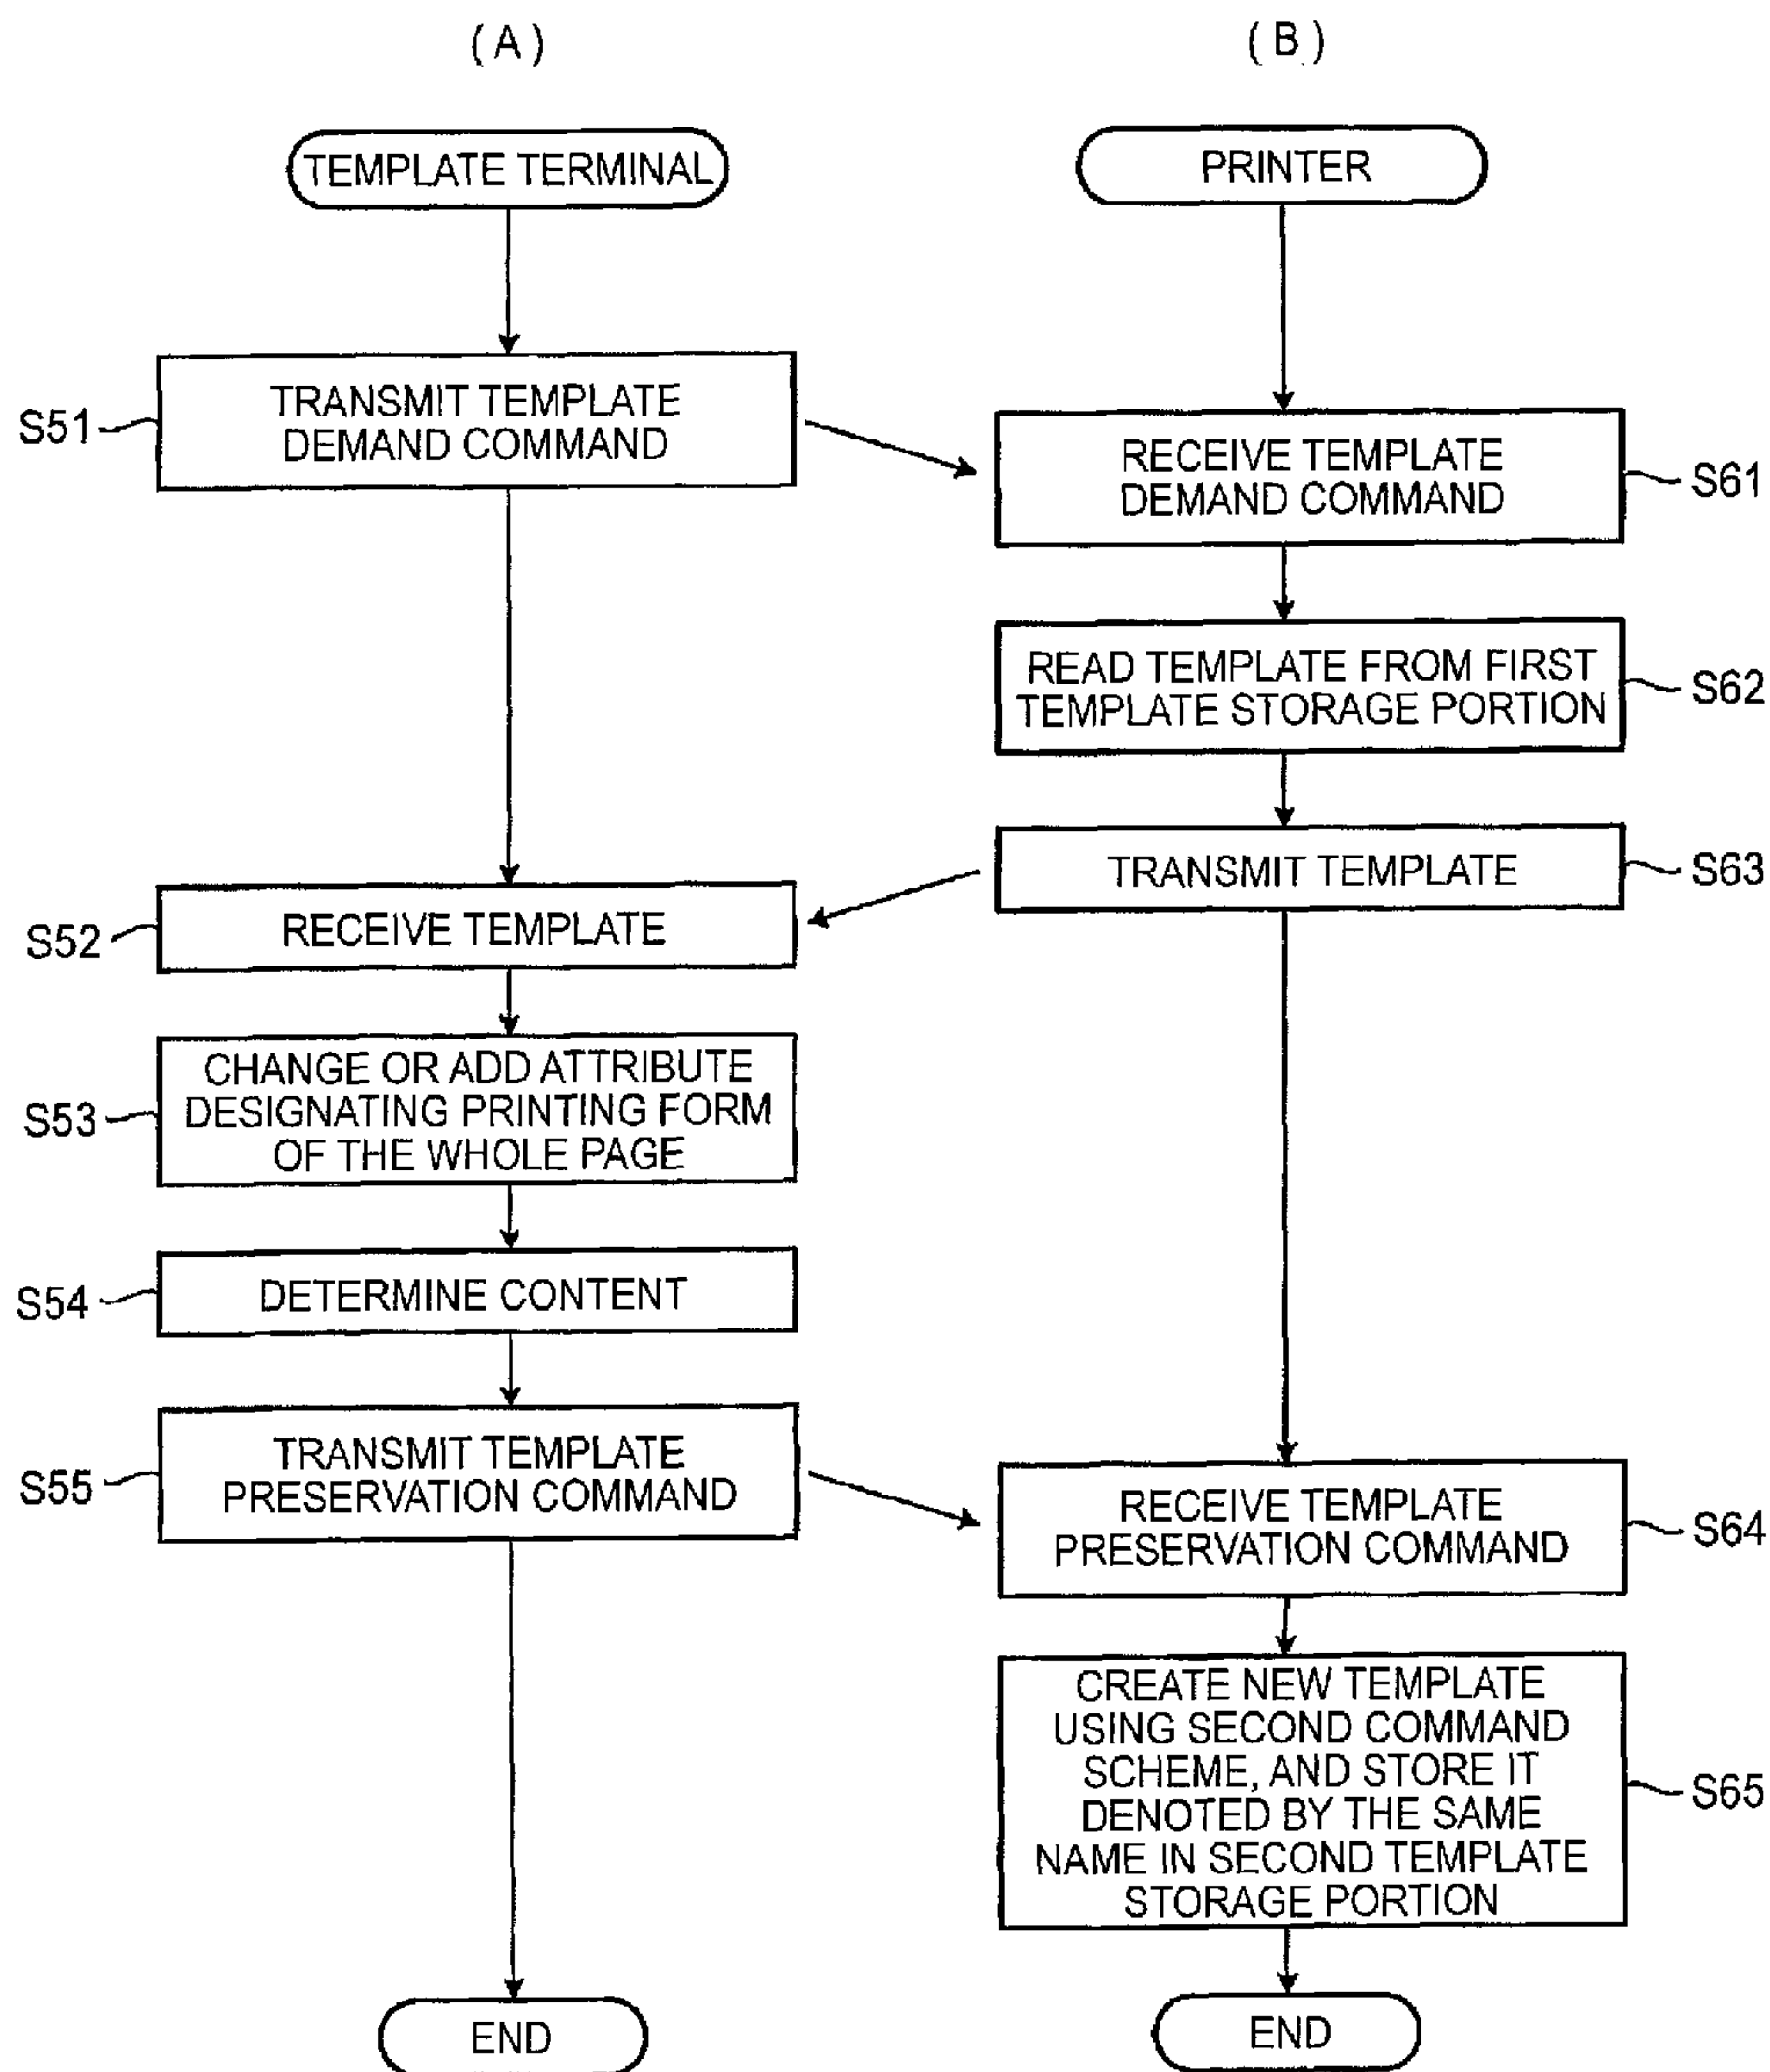 (A)
TEMPLATE TERMINAL
S51
TRANSMIT TEMPLATE
DEMAND COMMAND
S52
RECEIVE TEMPLATE
S53
CHANGE OR ADD ATTRIBUTE
DESIGNATING PRINTING FORM
OF THE WHOLE PAGE
S54
DETERMINE CONTENT
S55
TRANSMIT TEMPLATE
PRESERVATION COMMAND
END
(B)
PRINTER
RECEIVE TEMPLATE
DEMAND COMMAND
S61
READ TEMPLATE FROM FIRST
TEMPLATE STORAGE PORTION
S62
TRANSMIT TEMPLATE
S63
RECEIVE TEMPLATE
PRESERVATION COMMAND
S64
CREATE NEW TEMPLATE
USING SECOND COMMAND
SCHEME, AND STORE IT
DENOTED BY THE SAME
NAME IN SECOND TEMPLATE
STORAGE PORTION
S65
END